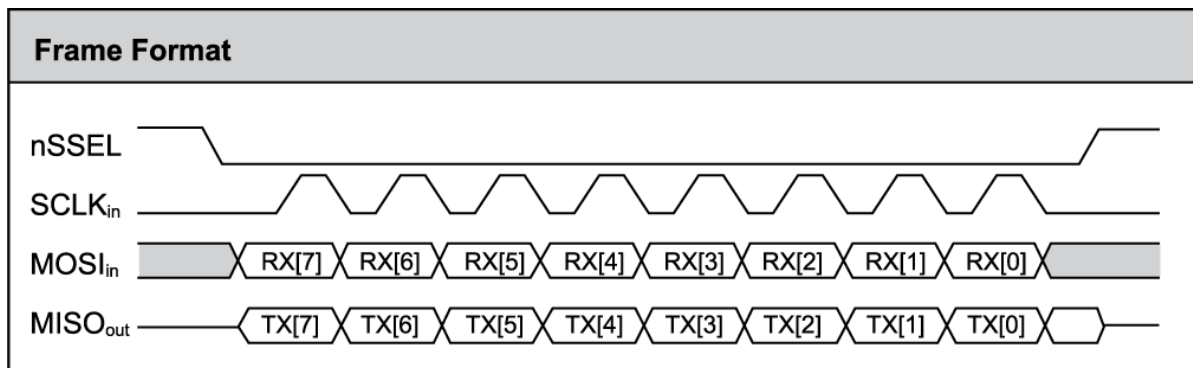 Frame Format
nSSEL
SCLKin
MOSIin RX[7] RX[6] RX[5] RX[4] RX[3] RX[2] RX[1] RX[0]
MISOout TX[7] TX[6] TX[5] TX[4] TX[3] TX[2] TX[1] TX[0]